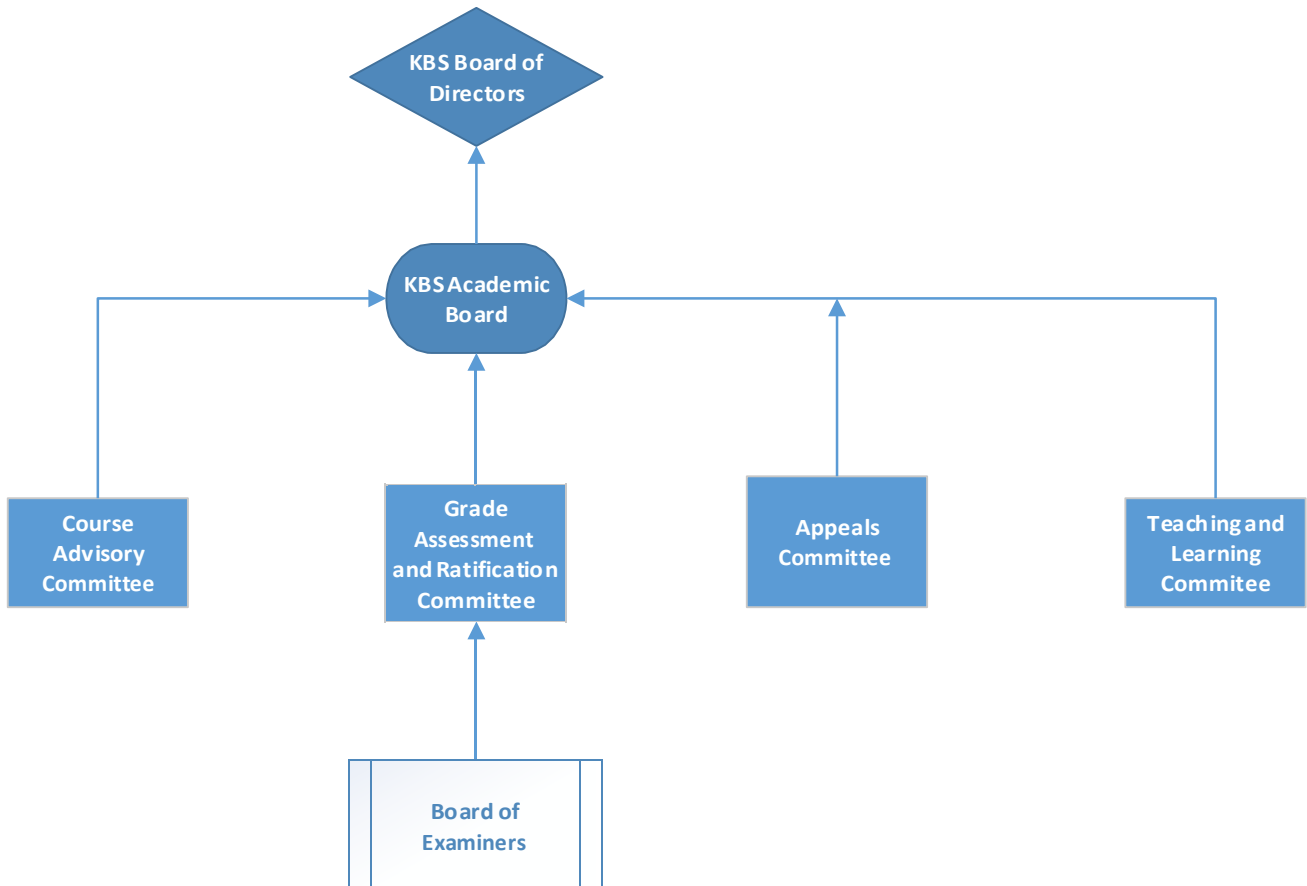 KBS Board of
Directors
KBS Academic
Board
Course
Advisory
Committee
Grade
Assessment
and Ratification
Committee
Appeals
Committee
Teaching and
Learning
Commitee
Board of
Examiners